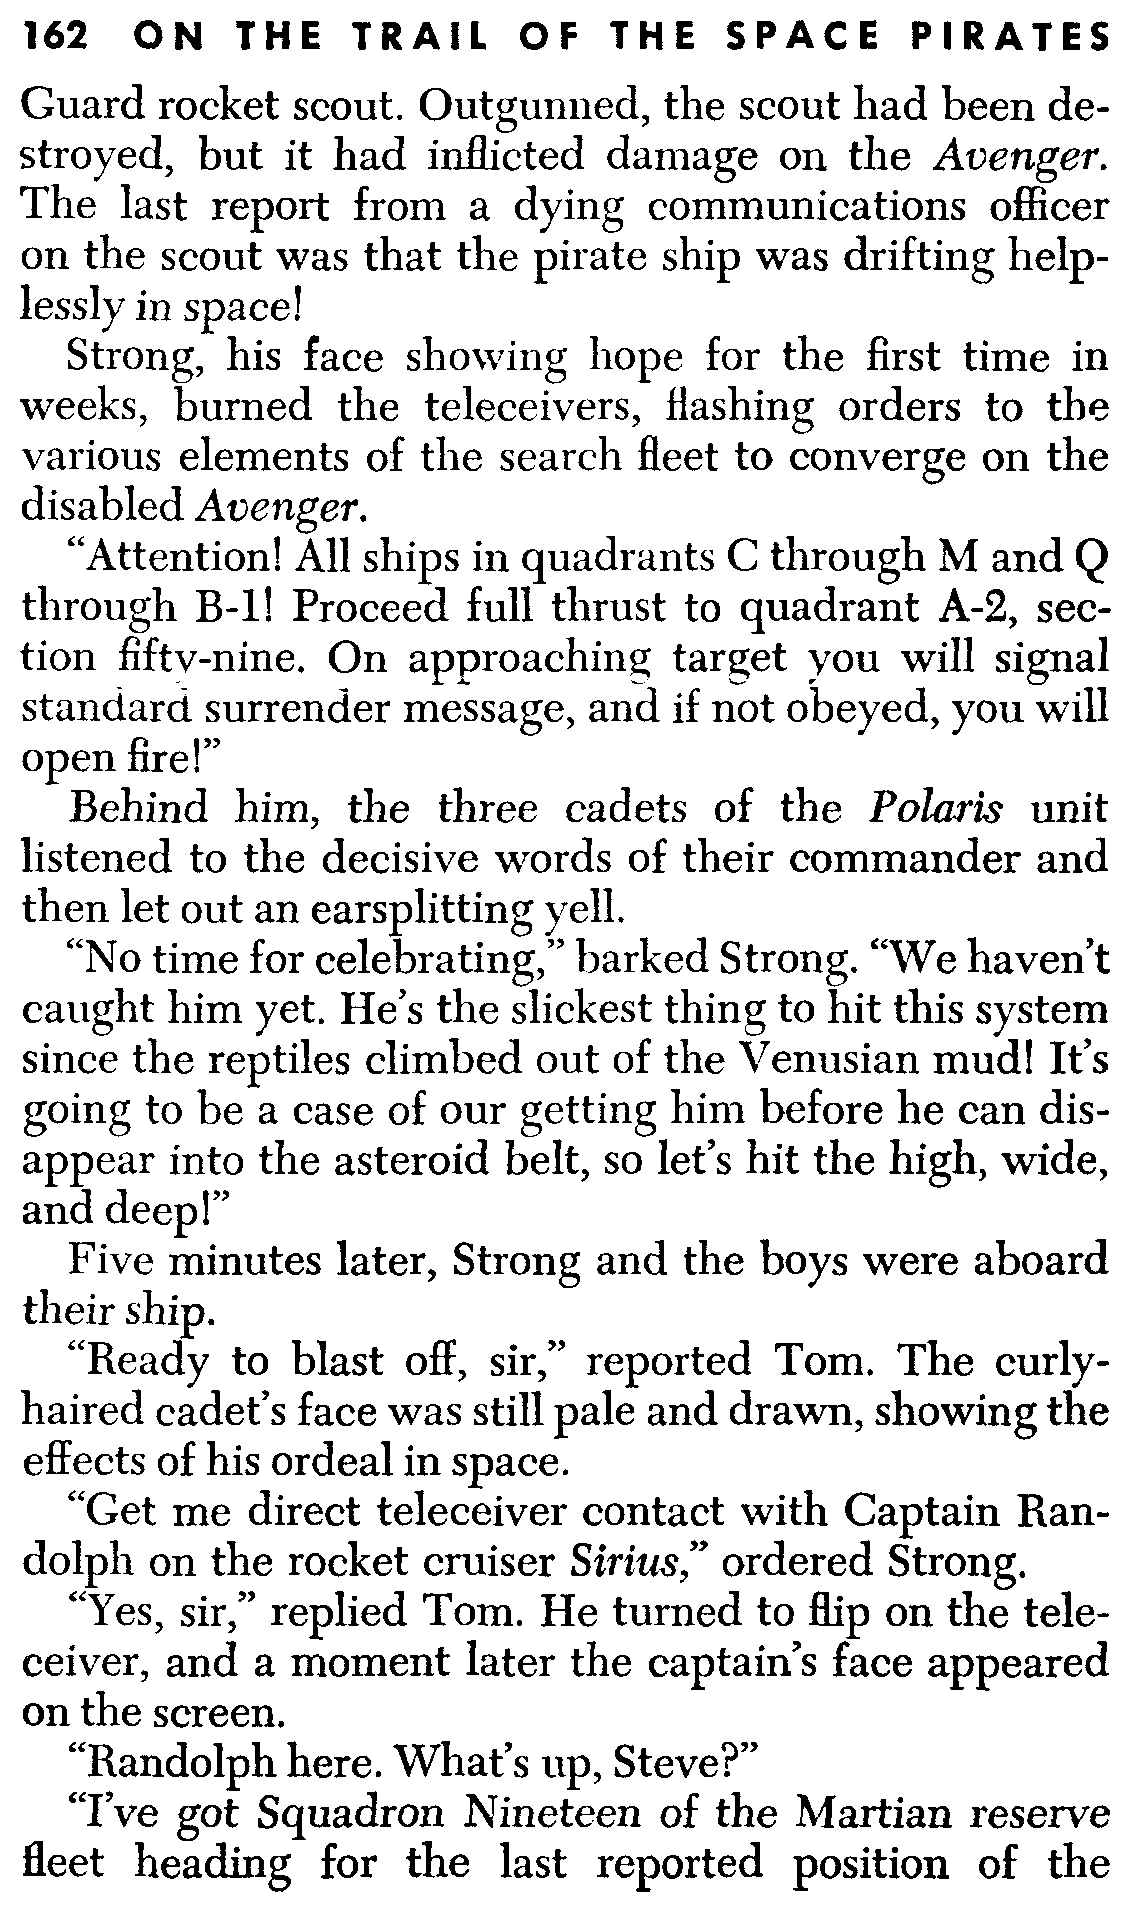 162 ON THE TRAIL OF THE SPACE PIRATES
Guard rocket scout. Outgunned, the scout had been de-
stroyed, but it had inflicted damage on the Avenger.
The last report from a dying communications officer
on the scout was that the pirate ship was drifting help-
lessly in space!
Strong, his face showing hope for the first time in
weeks, burned the teleceivers, flashing orders to the
various elements of the search fleet to converge on the
disabled Avenger.
“Attention! All ships in quadrants C through M and Q
through B-1! Proceed full thrust to quadrant A-2, sec-
tion fifty-nine. On approaching target you will signal
standard surrender message, and if not obeyed, you will
open fire!”
Behind him, the three cadets of the Polaris unit
listened to the decisive words of their commander and
then let out an earsplitting yell.
“No time for celebrating,” barked Strong. “We haven’t
caught him yet. He’s the slickest thing to hit this system
since the reptiles climbed out of the Venusian mud! It’s
going to be a case of our getting him before he can dis-
appear into the asteroid belt, so let’s hit the high, wide,
and deep!”
Five minutes later, Strong and the boys were aboard
their ship.
“Ready to blast off, sir,” reported Tom. The curly-
haired cadet’s face was still pale and drawn, showing the
effects of his ordeal in space.
“Get me direct teleceiver contact with Captain Ran-
dolph on the rocket cruiser Sirius,” ordered Strong.
“Yes, sir,” replied Tom. He turned to flip on the tele-
ceiver, and a moment later the captain’s face appeared
on the screen.
“Randolph here. What’s up, Steve?”
“I’ve got Squadron Nineteen of the Martian reserve
fleet heading for the last reported position of the